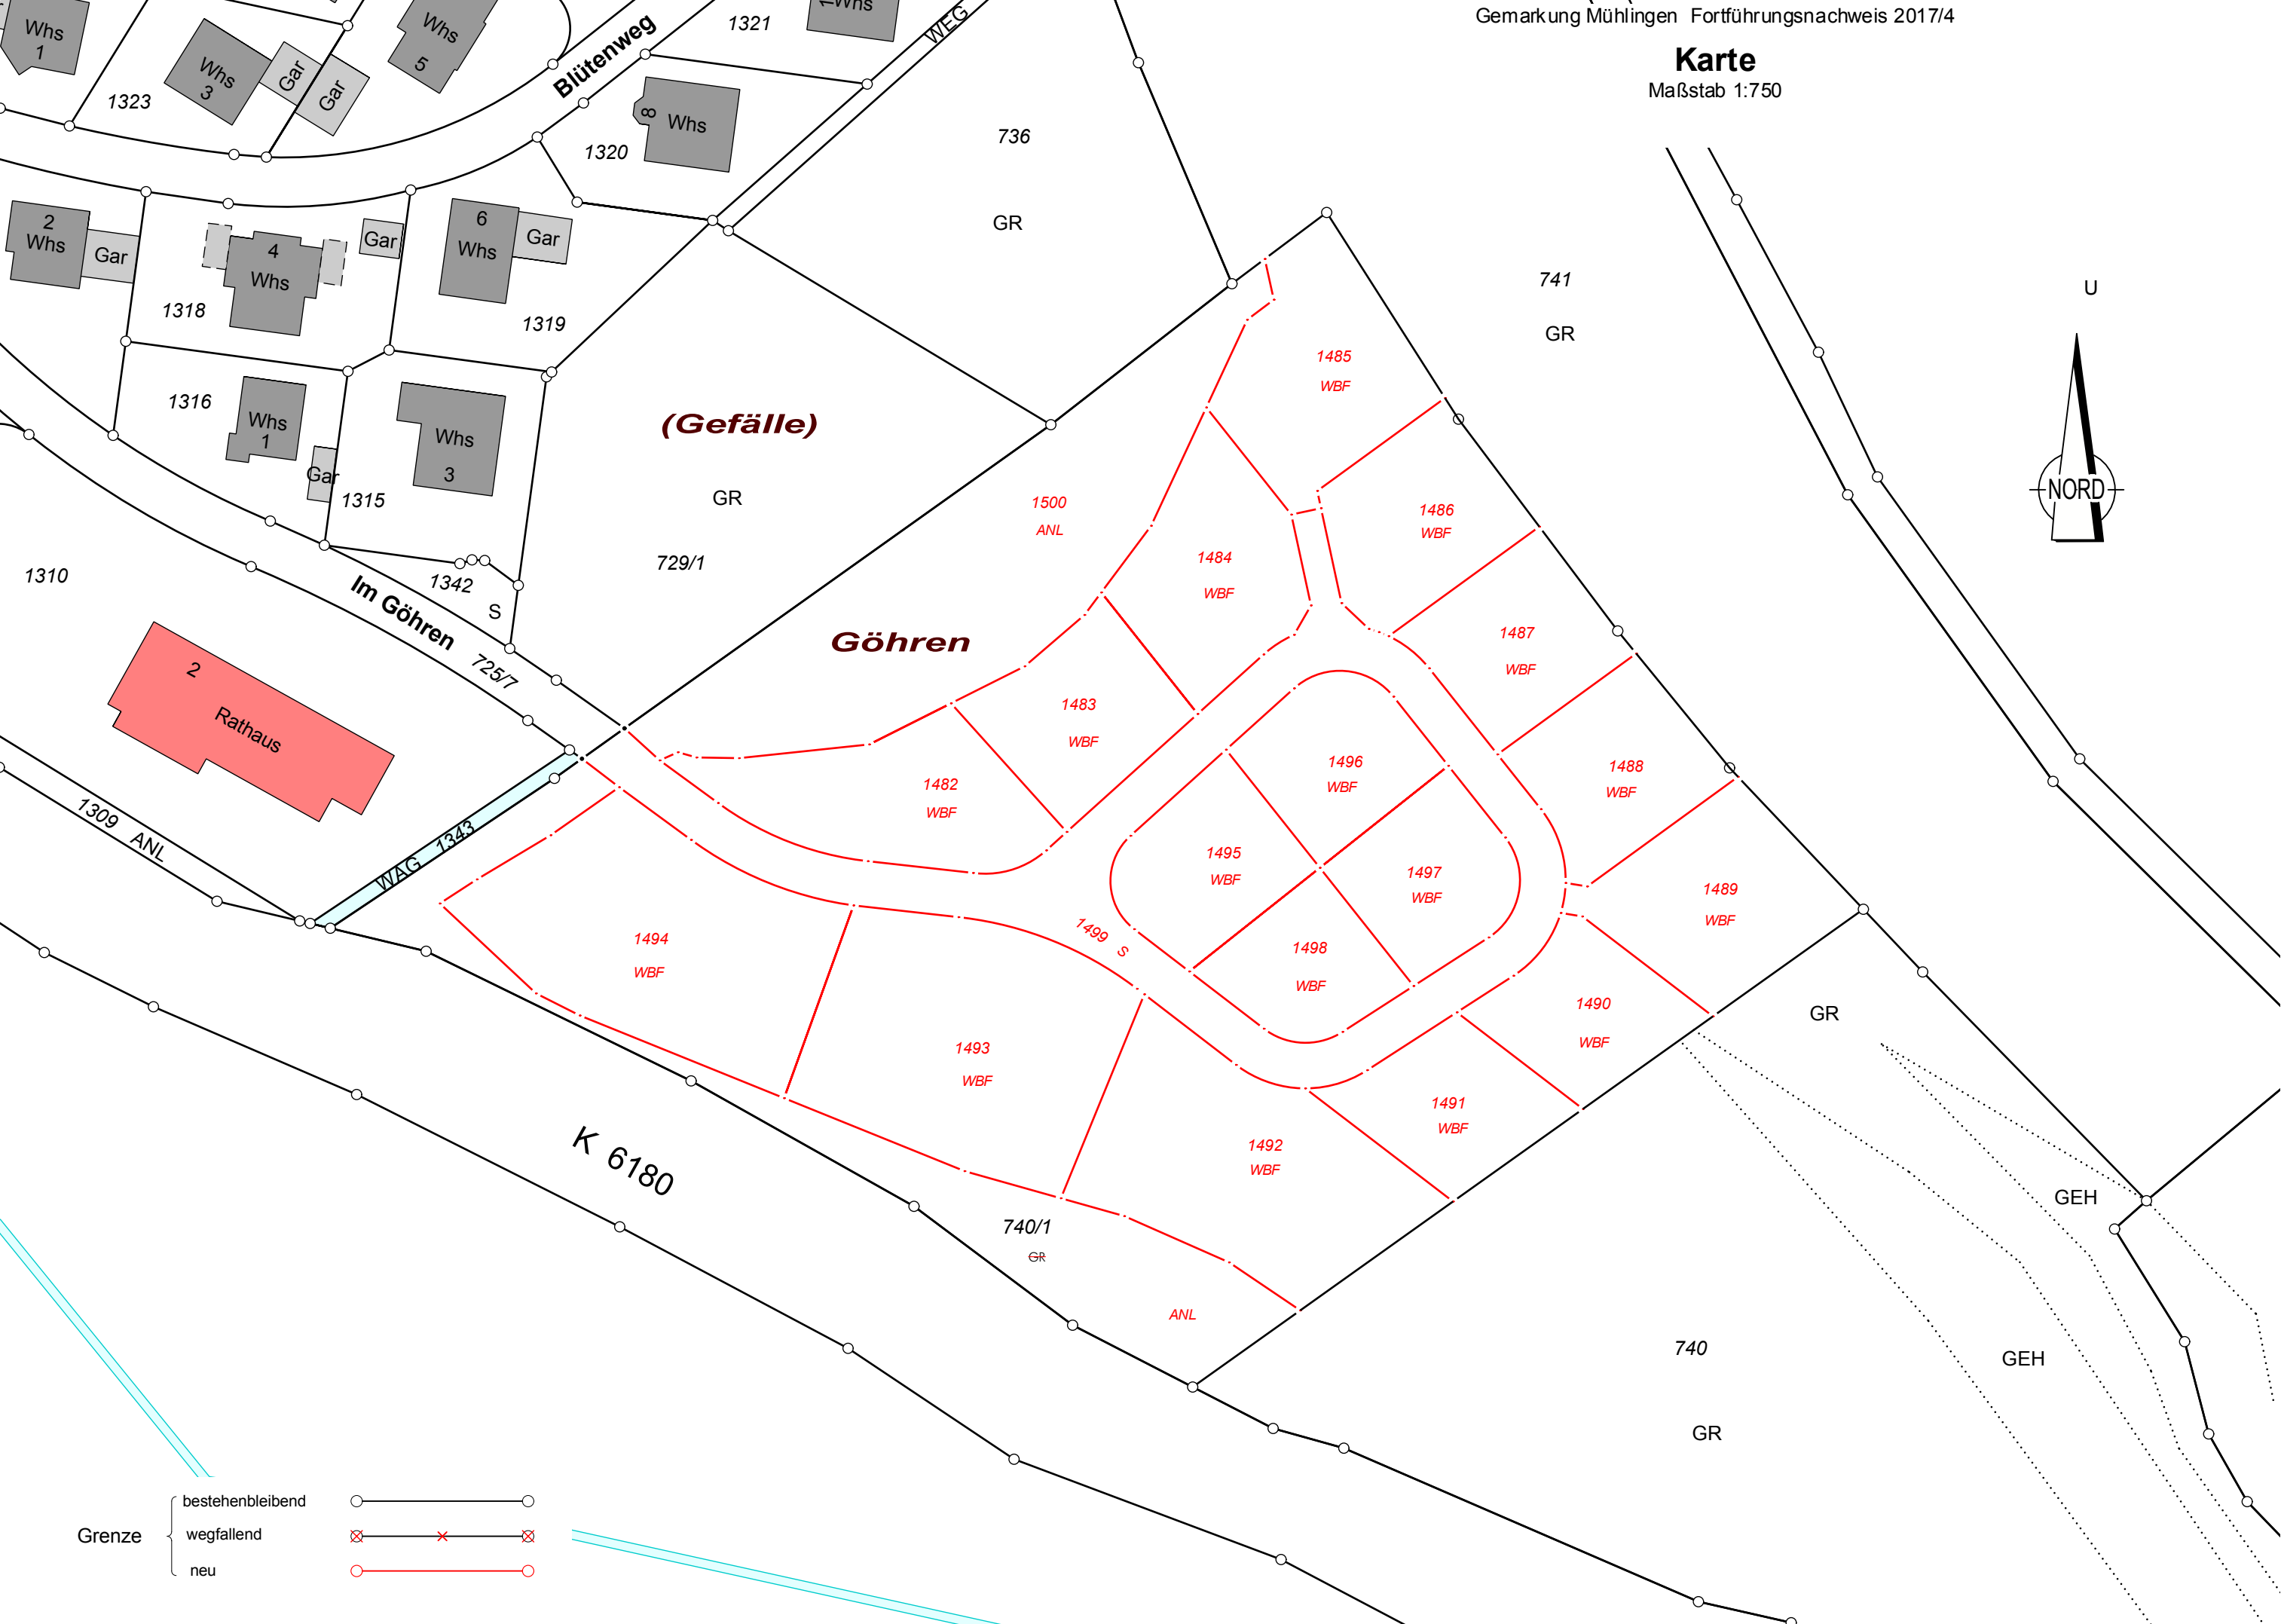 Gemarkung Mühlingen Fortführungsnachweis 2017/4
Karte
Maßstab 1:750
Whs
1
1323
Whs
3
Gar
Gar
Whs
5
Blütenweg
1321
Whs
WEG
1320
8
Whs
736
GR
741
GR
U
NORD
2
Whs
Gar
4
Whs
Gar
6
Whs
Gar
1318
1319
1316
Whs
1
Gar
1315
Whs
3
(Gefälle)
GR
729/1
1342
S
1310
Im Göhren
725/7
2
Rathaus
1309 ANL
WAG 1343
Göhren
1500
ANL
1485
WBF
1486
WBF
1484
WBF
1487
WBF
1483
WBF
1488
WBF
1482
WBF
1496
WBF
1495
WBF
1497
WBF
1489
WBF
1499 S
1498
WBF
1494
WBF
1490
WBF
GR
1493
WBF
1491
WBF
1492
WBF
K 6180
740/1
GR
ANL
GEH
GEH
740
GR
Grenze
bestehenbleibend
wegfallend
neu